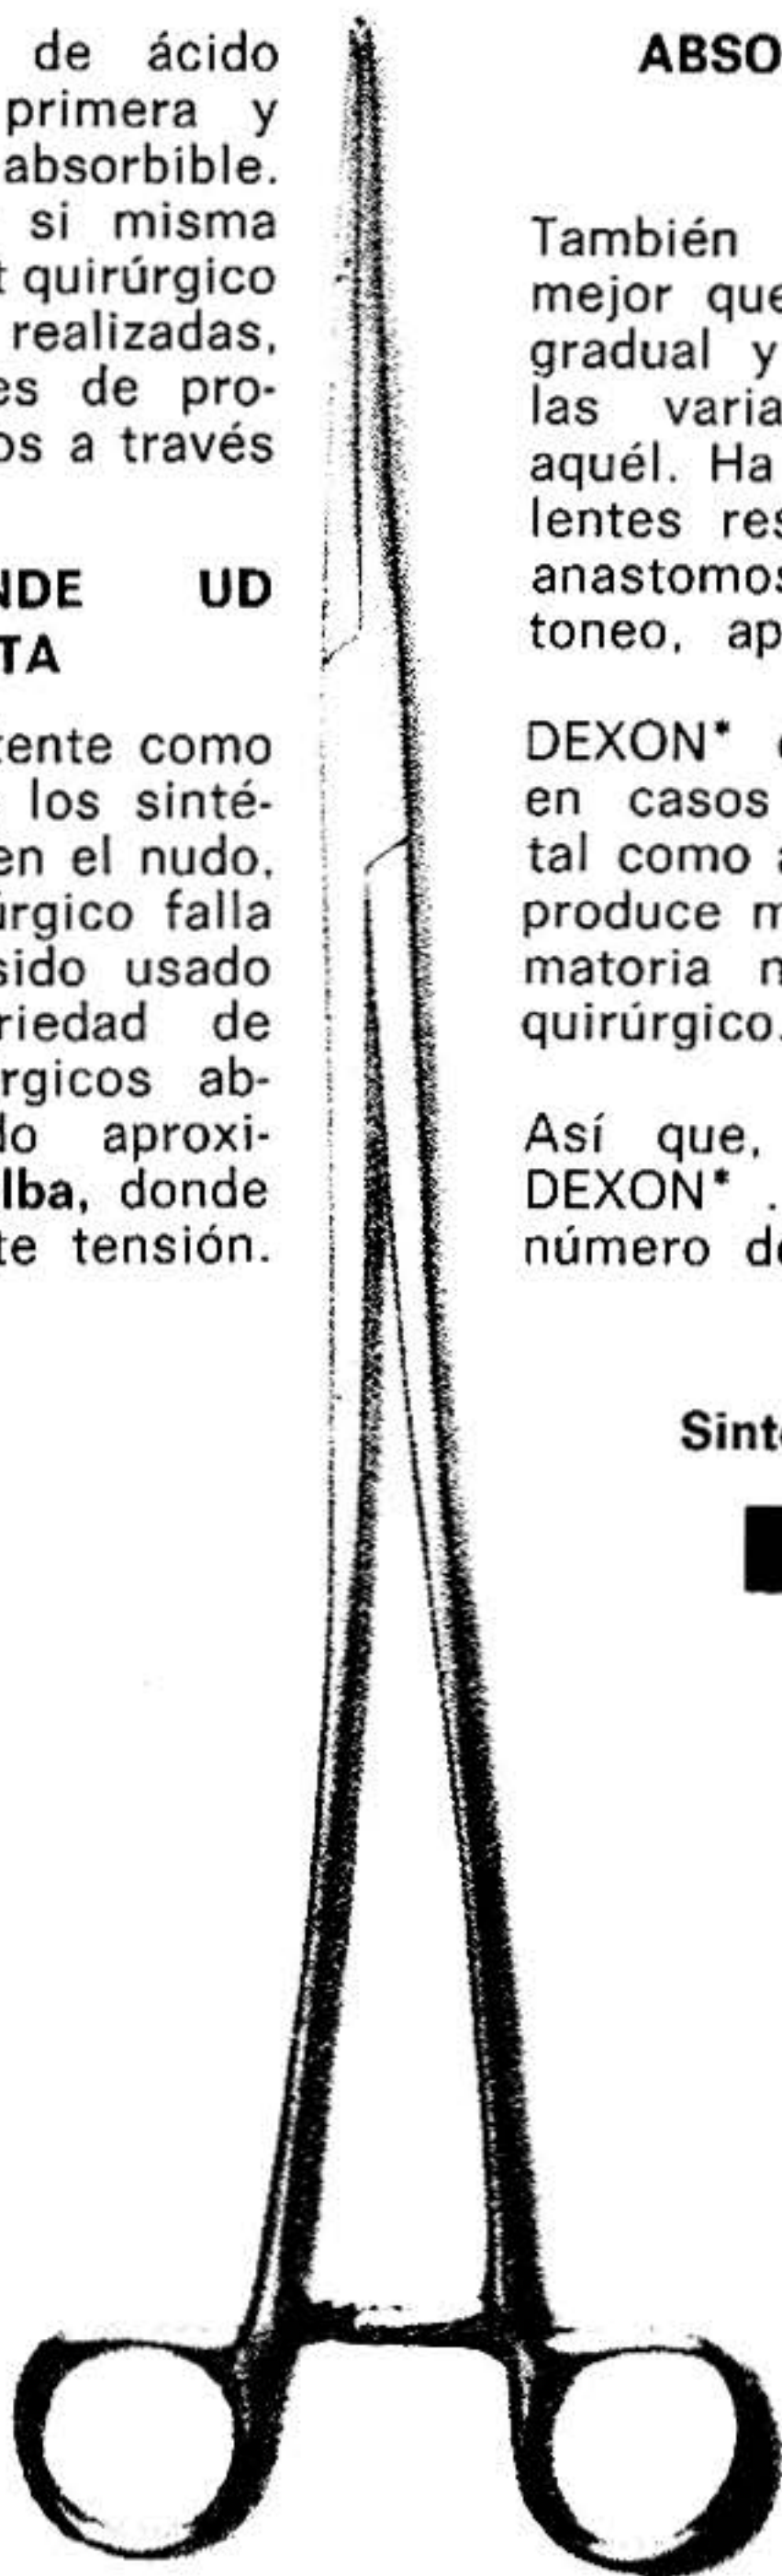 de ácido
primera y
absorbible.
si misma
quirúrgico
realizadas,
es de pro-
os a través
NDE UD
TA
tente como
los sinté-
en el nudo,
úrgico falla
sido usado
riedad de
rgicos ab-
do aproxi-
lba, donde
te tensión.
ABSO
También
mejor que
gradual y
las varia
aquél. Ha
lentes res
anastomos
toneo, ap
DEXON*
en casos
tal como a
produce m
matoria n
quirúrgico.
Así que,
DEXON* .
número de
Sint